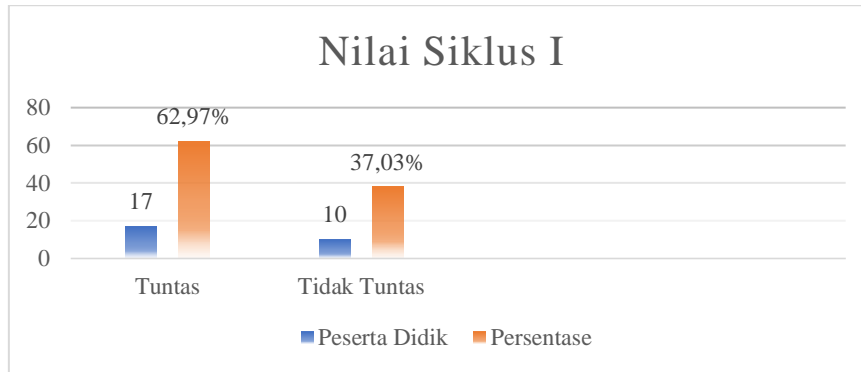 Nilai Siklus I
80
60
40
20
0
62,97%
37,03%
17
10
Tuntas
Tidak Tuntas
Peserta Didik
Persentase